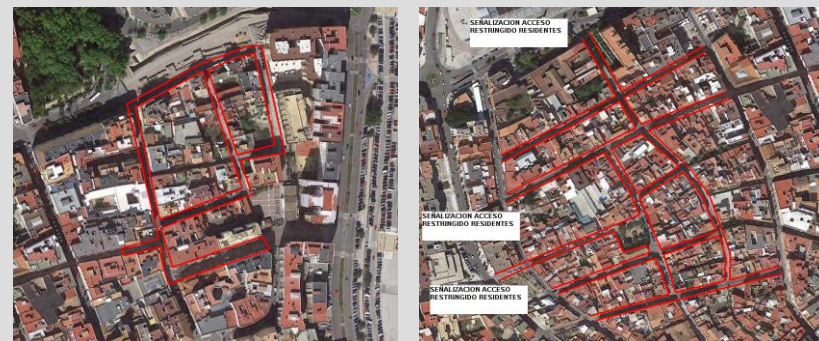 SEÑALIZACION ACCESO
RESTRINGIDO RESIDENTES
SEÑALIZACION ACCESO
RESTRINGIDO RESIDENTES
SEÑALIZACION ACCESO
RESTRINGIDO RESIDENTES